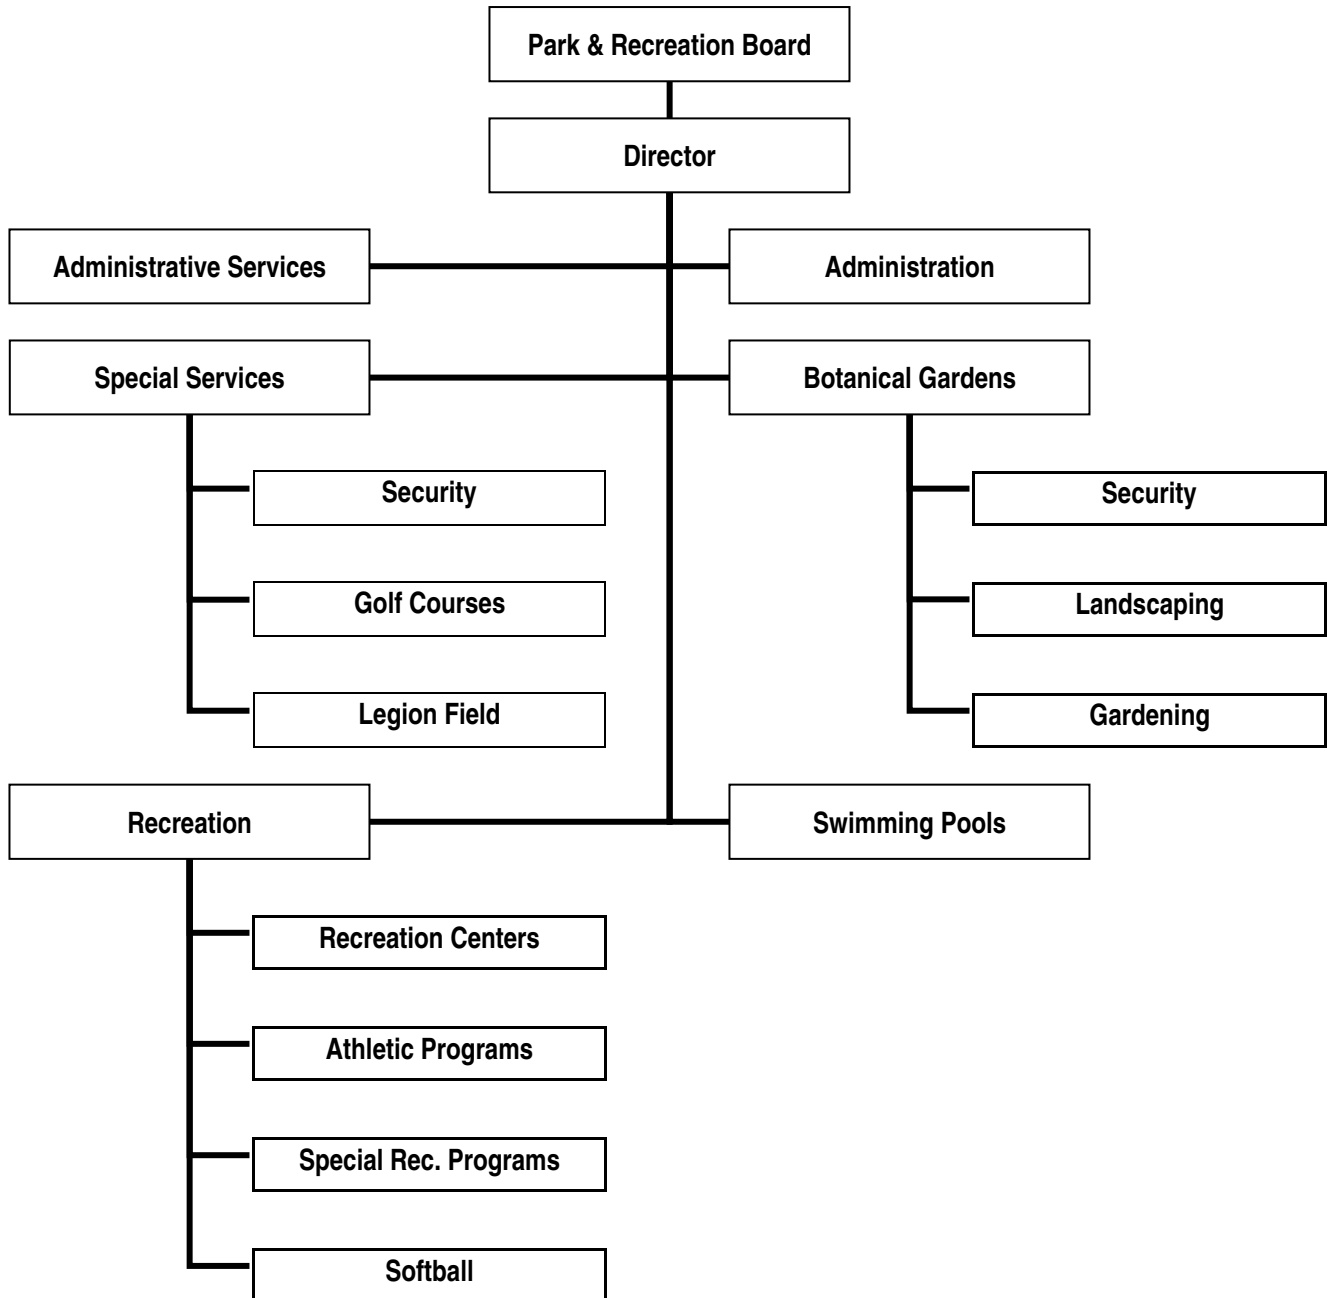 Park & Recreation Board
Director
Administrative Services
Administration
Special Services
Botanical Gardens
Security
Security
Golf Courses
Landscaping
Legion Field
Gardening
Recreation
Swimming Pools
Recreation Centers
Athletic Programs
Special Rec. Programs
Softball